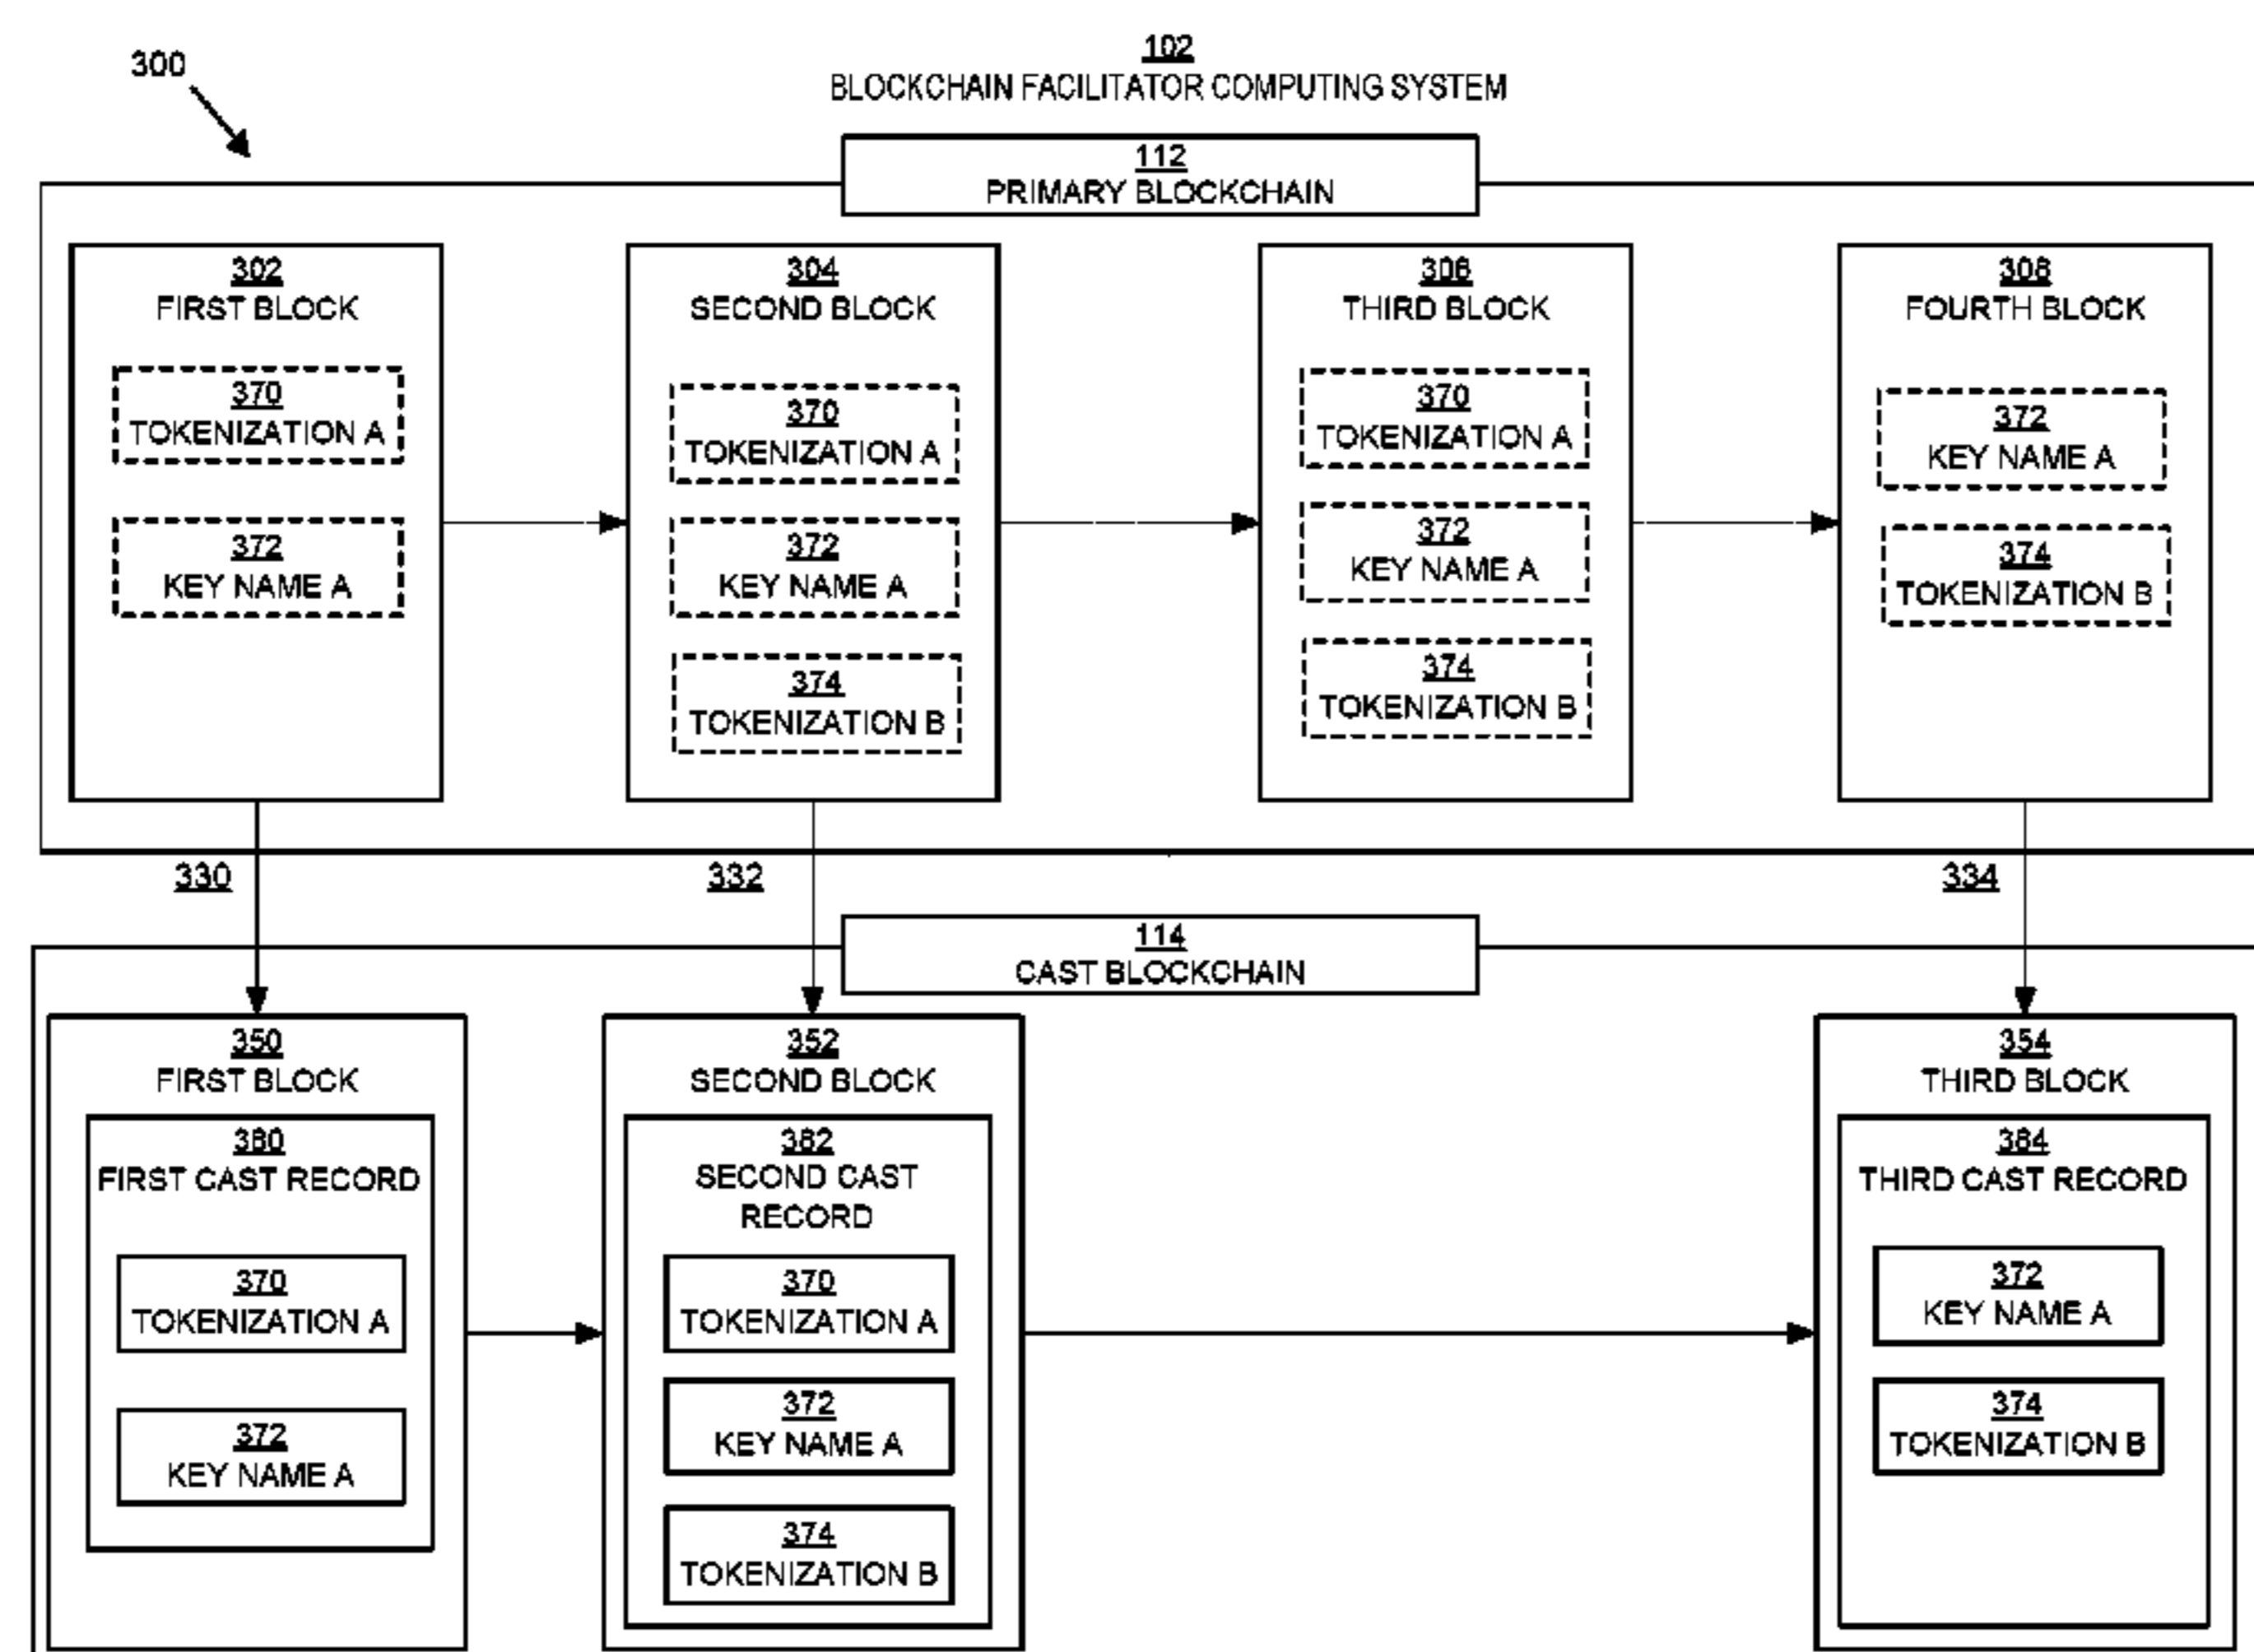 300
102
BLOCKCHAIN FACILITATOR COMPUTING SYSTEM
112
PRIMARY BLOCKCHAIN
302
FIRST BLOCK
370
TOKENIZATION A
372
KEY NAME A
304
SECOND BLOCK
370
TOKENIZATION A
372
KEY NAME A
374
TOKENIZATION B
306
THIRD BLOCK
370
TOKENIZATION A
372
KEY NAME A
374
TOKENIZATION B
308
FOURTH BLOCK
372
KEY NAME A
374
TOKENIZATION B
330
332
334
114
CAST BLOCKCHAIN
350
FIRST BLOCK
380
FIRST CAST RECORD
370
TOKENIZATION A
372
KEY NAME A
352
SECOND BLOCK
382
SECOND CAST
RECORD
370
TOKENIZATION A
372
KEY NAME A
374
TOKENIZATION B
354
THIRD BLOCK
384
THIRD CAST RECORD
372
KEY NAME A
374
TOKENIZATION B